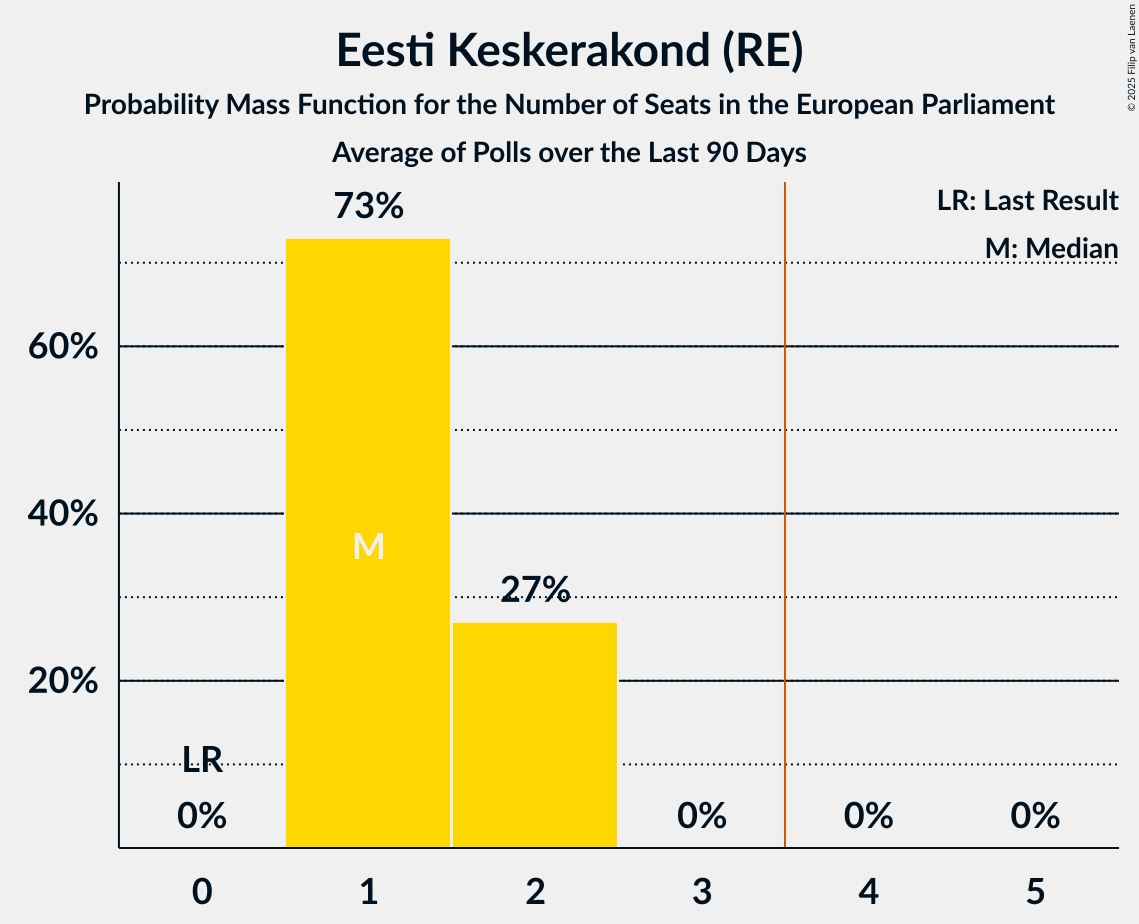 Eesti Keskerakond (RE)
Probability Mass Function for the Number of Seats in the European Parliament
Average of Polls over the Last 90 Days
© 2025 Filip van Laenen
LR: Last Result
M: Median
73%
60%
40%
M
27%
20%
LR
0%
0%
0%
0%
0
1
2
3
4
5